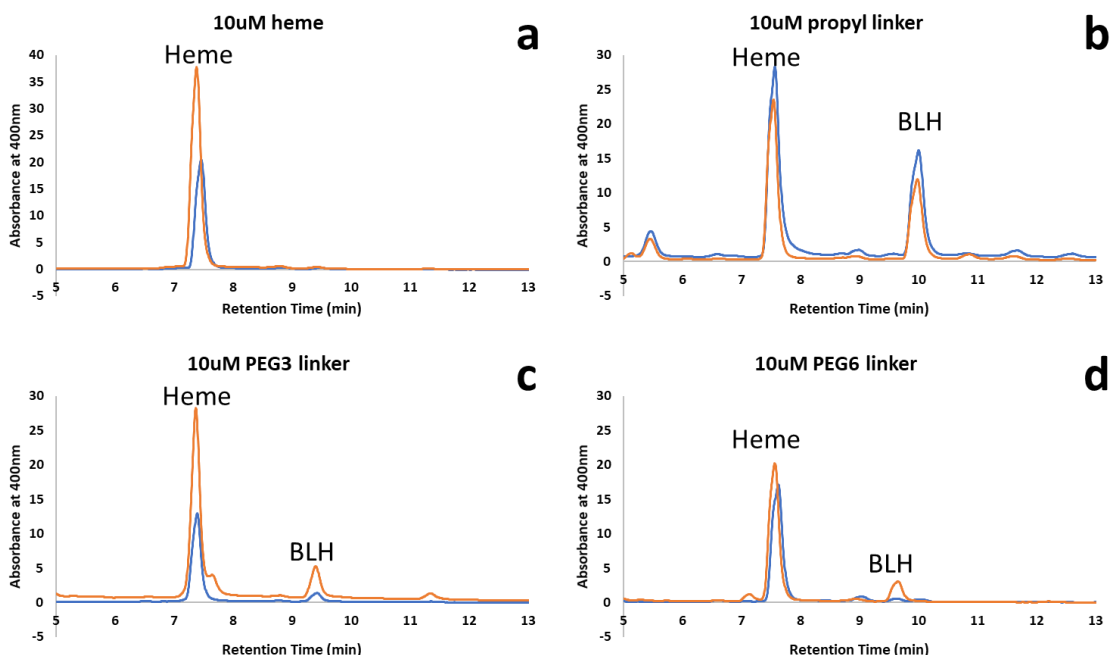 10uM heme
a
Heme
40
35
30
25
20
15
10
5
0
-5
5 6 7 8 9 10 11 12 13
Absorbance at 400nm
Retention Time (min)
10uM propyl linker
b
Heme
BLH
30
25
20
15
10
5
0
-5
5 6 7 8 9 10 11 12 13
Absorbance at 400nm
Retention Time (min)
10uM PEG3 linker
c
Heme
BLH
30
25
20
15
10
5
0
-5
5 6 7 8 9 10 11 12 13
Absorbance at 400nm
Retention Time (min)
10uM PEG6 linker
d
Heme
BLH
30
25
20
15
10
5
0
-5
5 6 7 8 9 10 11 12 13
Absorbance at 400nm
Retention Time (min)